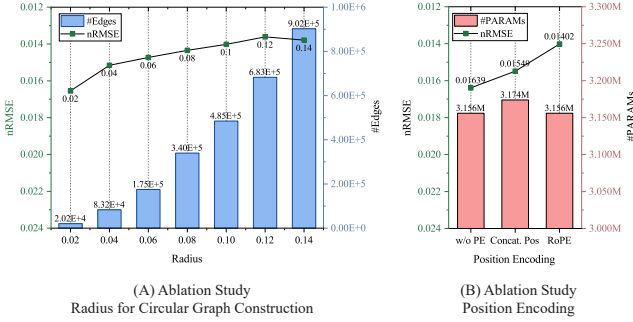 0.012
0.014
0.016
0.018
0.020
0.022
0.024
nRMSE
#Edges
nRMSE
0.02
0.04
0.06
0.08
0.1
0.12
0.14
2.02E+4
8.32E+4
1.75E+5
3.40E+5
4.85E+5
6.83E+5
9.02E+5
1.00E+6
8.00E+5
6.00E+5
4.00E+5
2.00E+5
0.00E+0
#Edges
0.02 0.04 0.06 0.08 0.10 0.12 0.14
Radius
(A) Ablation Study
Radius for Circular Graph Construction
0.012
0.014
0.016
0.018
0.020
0.022
0.024
nRMSE
#PARAMs
nRMSE
0.01639
0.01549
0.01402
3.156M
3.174M
3.156M
3.300M
3.250M
3.200M
3.150M
3.100M
3.050M
3.000M
#PARAMs
w/o PE Concat. Pos RoPE
Position Encoding
(B) Ablation Study
Position Encoding